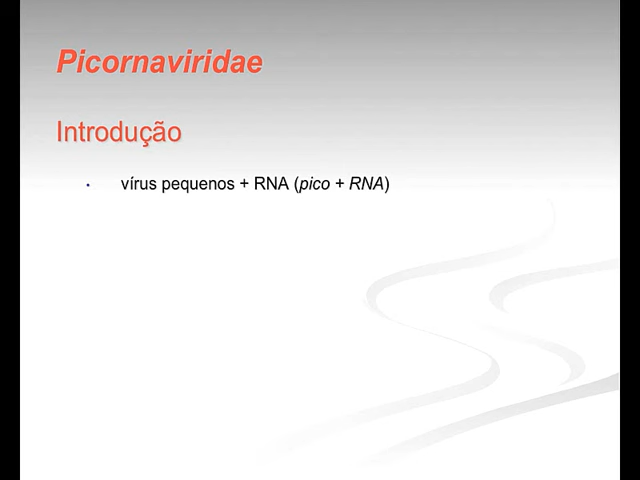 Picornaviridae
Introdução
• vírus pequenos + RNA (pico + RNA)